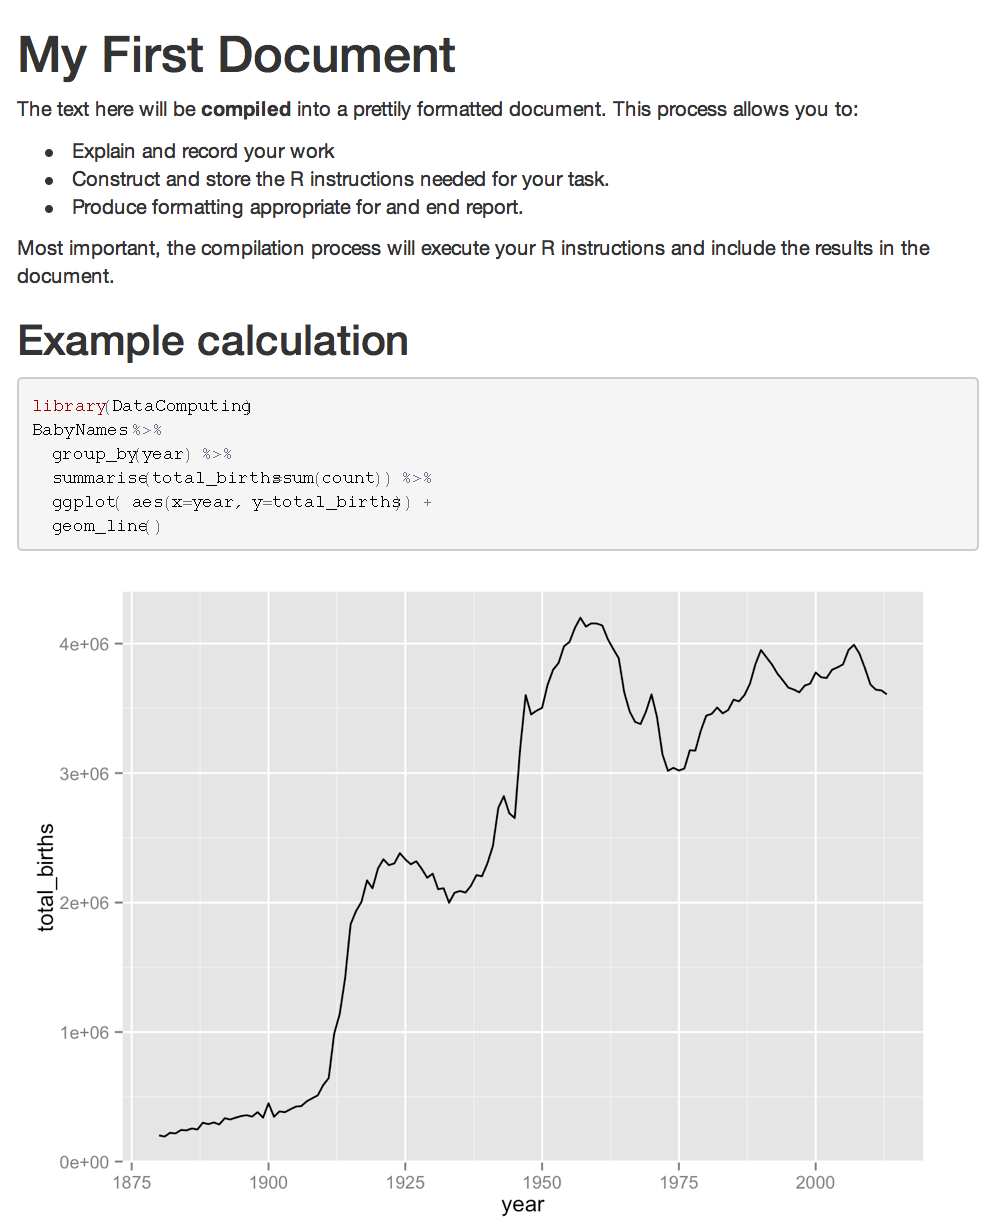 My First Document
The text here will be compiled into a prettily formatted document. This process allows you to:
• Explain and record your work
• Construct and store the R instructions needed for your task.
• Produce formatting appropriate for and end report.
Most important, the compilation process will execute your R instructions and include the results in the
document.
Example calculation
library(DataComputing)
BabyNames %>%
  group_by(year) %>%
  summarise(total_births=sum(count)) %>%
  ggplot( aes(x=year, y=total_births)) +
  geom_line()
4e+06
3e+06
total_births
2e+06
1e+06
0e+00
1875 1900 1925 1950 1975 2000
year